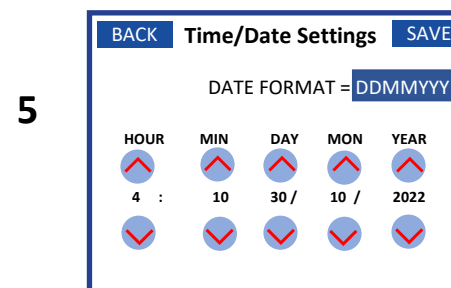 BACK Time/Date Settings SAVE
DATE FORMAT = DDMMYYY
5
HOUR MIN DAY MON YEAR
4 : 10 30 / 10 / 2022